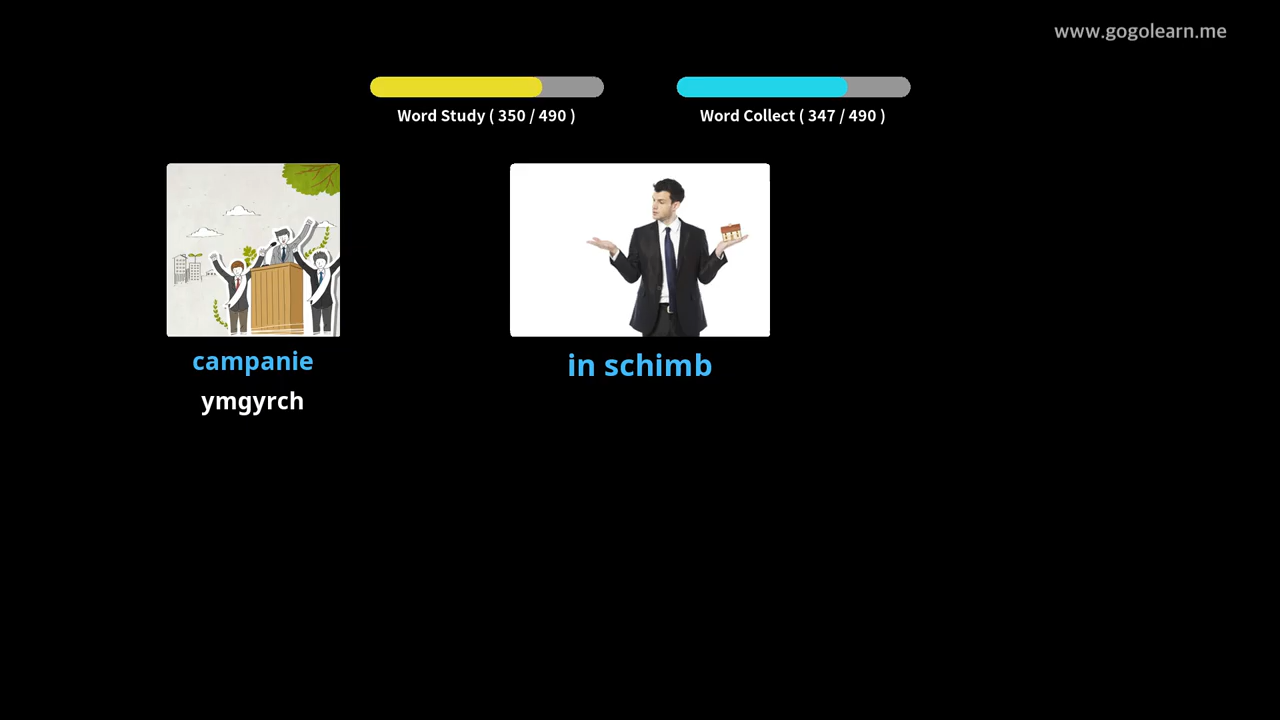 www.gogolearn.me
Word Study ( 350 / 490 )
Word Collect ( 347 / 490 )
campanie
ymgyrch
in schimb